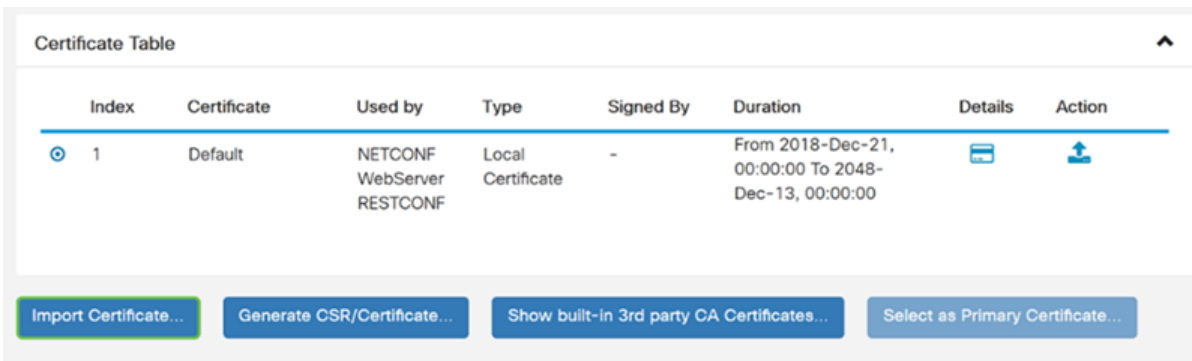 Certificate Table
Index Certificate Used by Type Signed By Duration Details Action
1 Default NETCONF Local - From 2018-Dec-21,
WebServer Certificate 00:00:00 To 2048-
RESTCONF Dec-13, 00:00:00
Import Certificate... Generate CSR/Certificate... Show built-in 3rd party CA Certificates... Select as Primary Certificate...